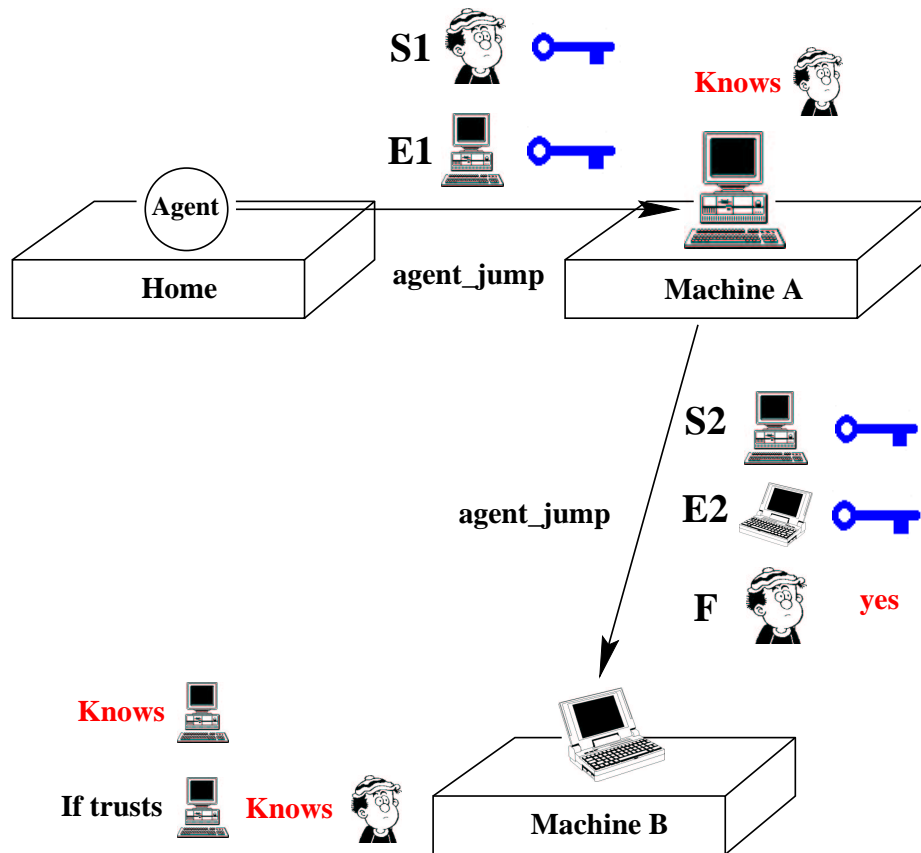 S1
Knows
E1
Agent
Home
agent_jump
Machine A
S2
agent_jump
E2
F
yes
Knows
If trusts
Knows
Machine B